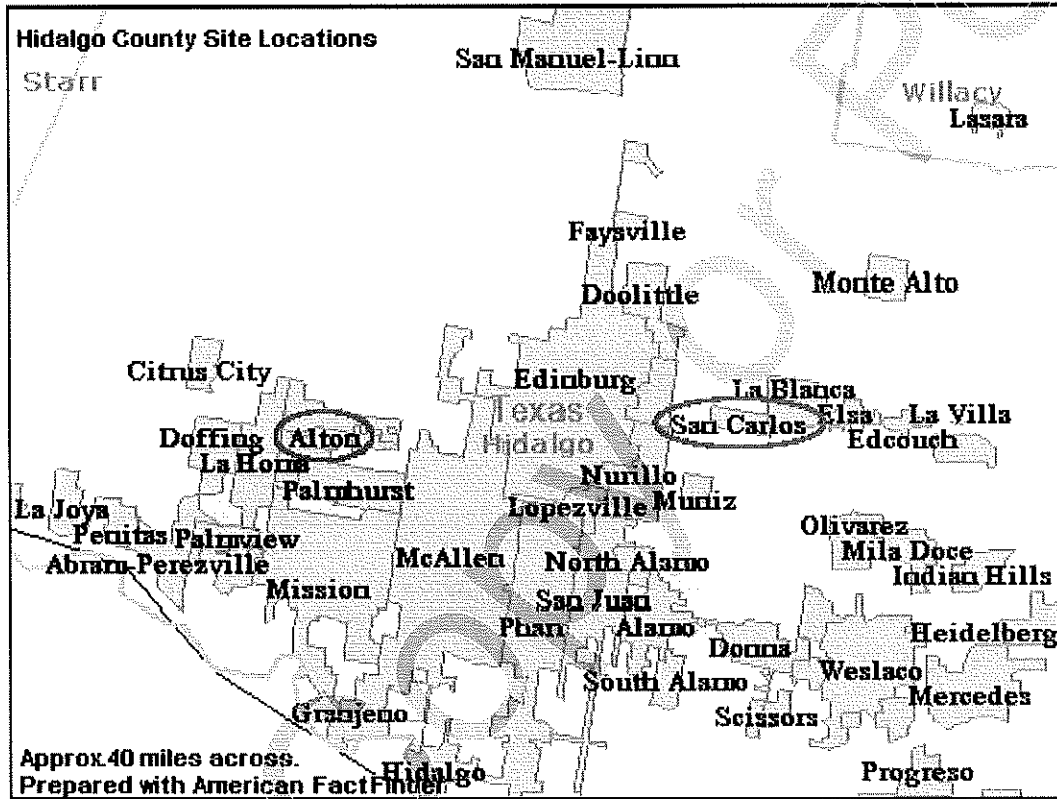 Hidalgo County Site Locations
San Manuel-Linn
Starr
Willacy
Lasara
Faysville
Monte Alto
Doolittle
Citrus City
Edinburg
La Blanca
Texas
San Carlos
Elsa
La Villa
Doffing
Alton
Hidalgo
Edcouch
La Homa
Nurillo
Palmhurst
Lopezville
Muniz
La Joya
Olivarez
Penitas
Palmview
Mila Doce
Abram-Perezville
McAllen
North Alamo
Indian Hills
Mission
San Juan
Pharr
Alamo
Donna
Heidelberg
Weslaco
South Alamo
Mercedes
Granjeno
Scissors
Approx.40 miles across.
Hidalgo
Progreso
Prepared with American FactFinder